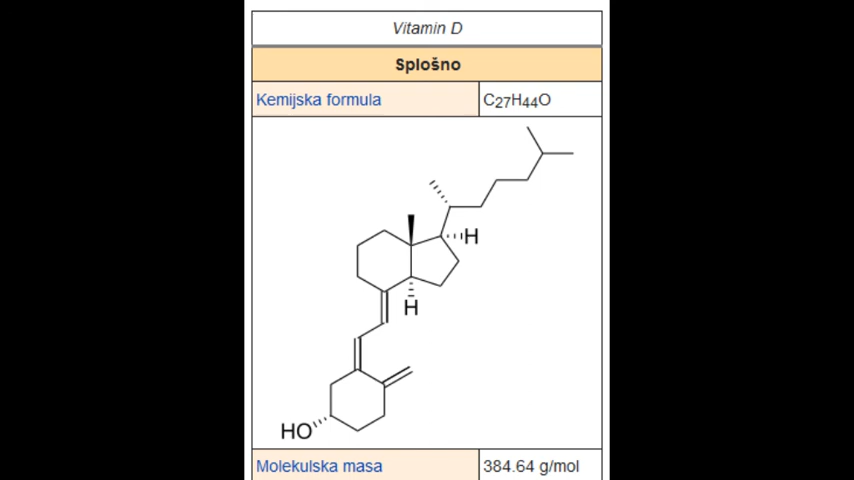 Vitamin D
Splošno
Kemijska formula C27H44O
H
H
HO
Molekulska masa 384.64 g/mol